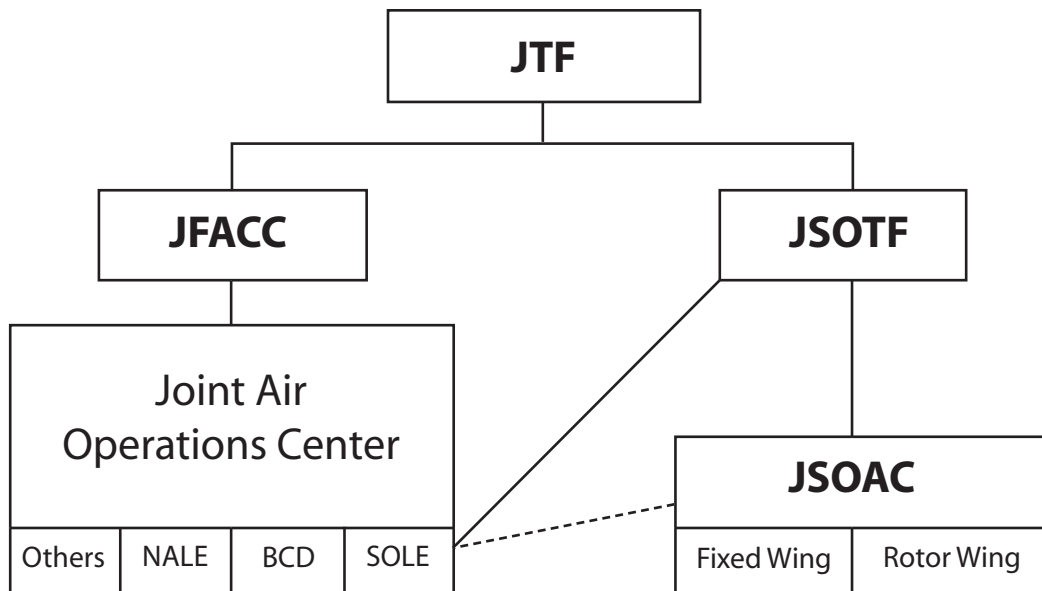 JTF
JFACC
JSOTF
Joint Air
Operations Center
JSOAC
Others
NALE
BCD
SOLE
Fixed Wing
Rotor Wing